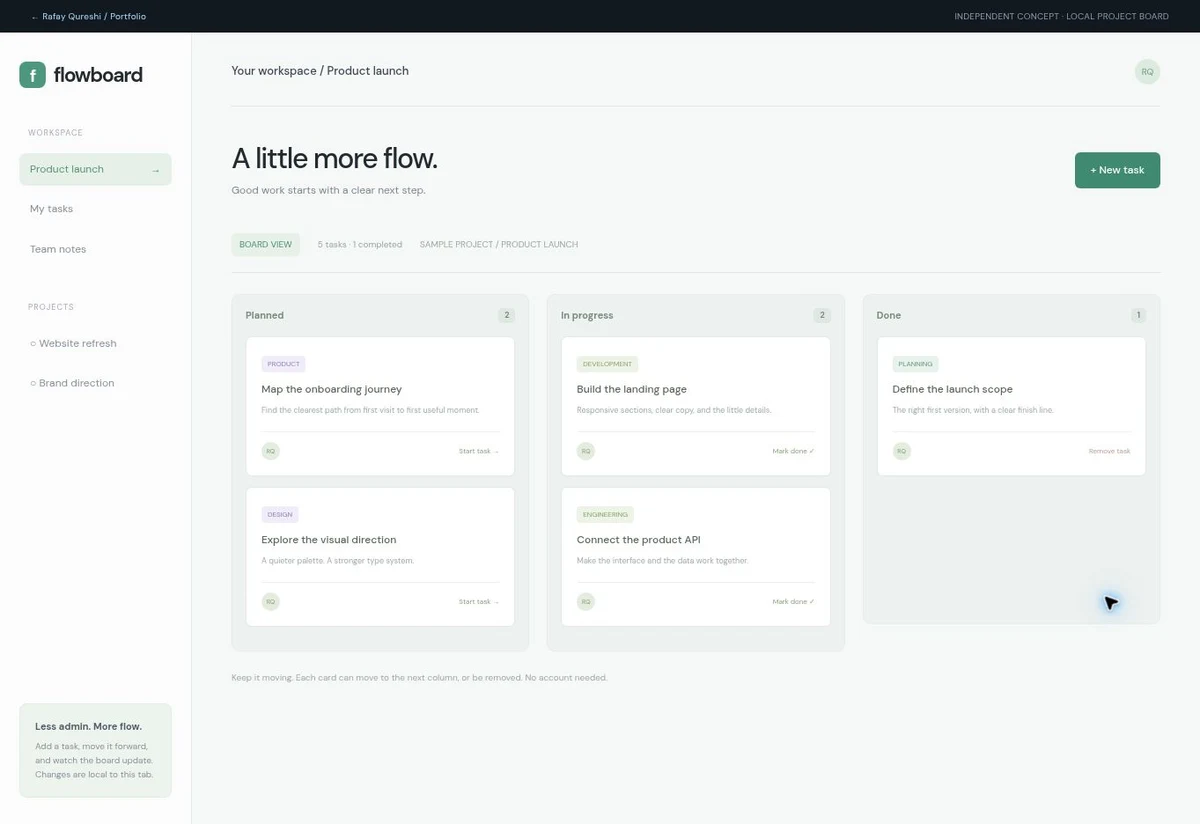 ← Rafay Qureshi / Portfolio
INDEPENDENT CONCEPT · LOCAL PROJECT BOARD
f flowboard
WORKSPACE
Product launch →
My tasks
Team notes
PROJECTS
○ Website refresh
○ Brand direction
Less admin. More flow.
Add a task, move it forward,
and watch the board update.
Changes are local to this tab.
Your workspace / Product launch
RQ
A little more flow.
Good work starts with a clear next step.
+ New task
BOARD VIEW
5 tasks · 1 completed
SAMPLE PROJECT / PRODUCT LAUNCH
Planned 2
PRODUCT
Map the onboarding journey
Find the clearest path from first visit to first useful moment.
RQ Start task →
DESIGN
Explore the visual direction
A quieter palette. A stronger type system.
RQ Start task →
In progress 2
DEVELOPMENT
Build the landing page
Responsive sections, clear copy, and the little details.
RQ Mark done ✓
ENGINEERING
Connect the product API
Make the interface and the data work together.
RQ Mark done ✓
Done 1
PLANNING
Define the launch scope
The right first version, with a clear finish line.
RQ Remove task
Keep it moving. Each card can move to the next column, or be removed. No account needed.